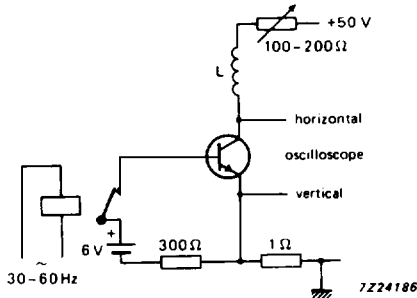 +50 V
100-200Ω
L
horizontal
oscilloscope
vertical
+
6V
300Ω
1Ω
~
30-60Hz
7Z24186